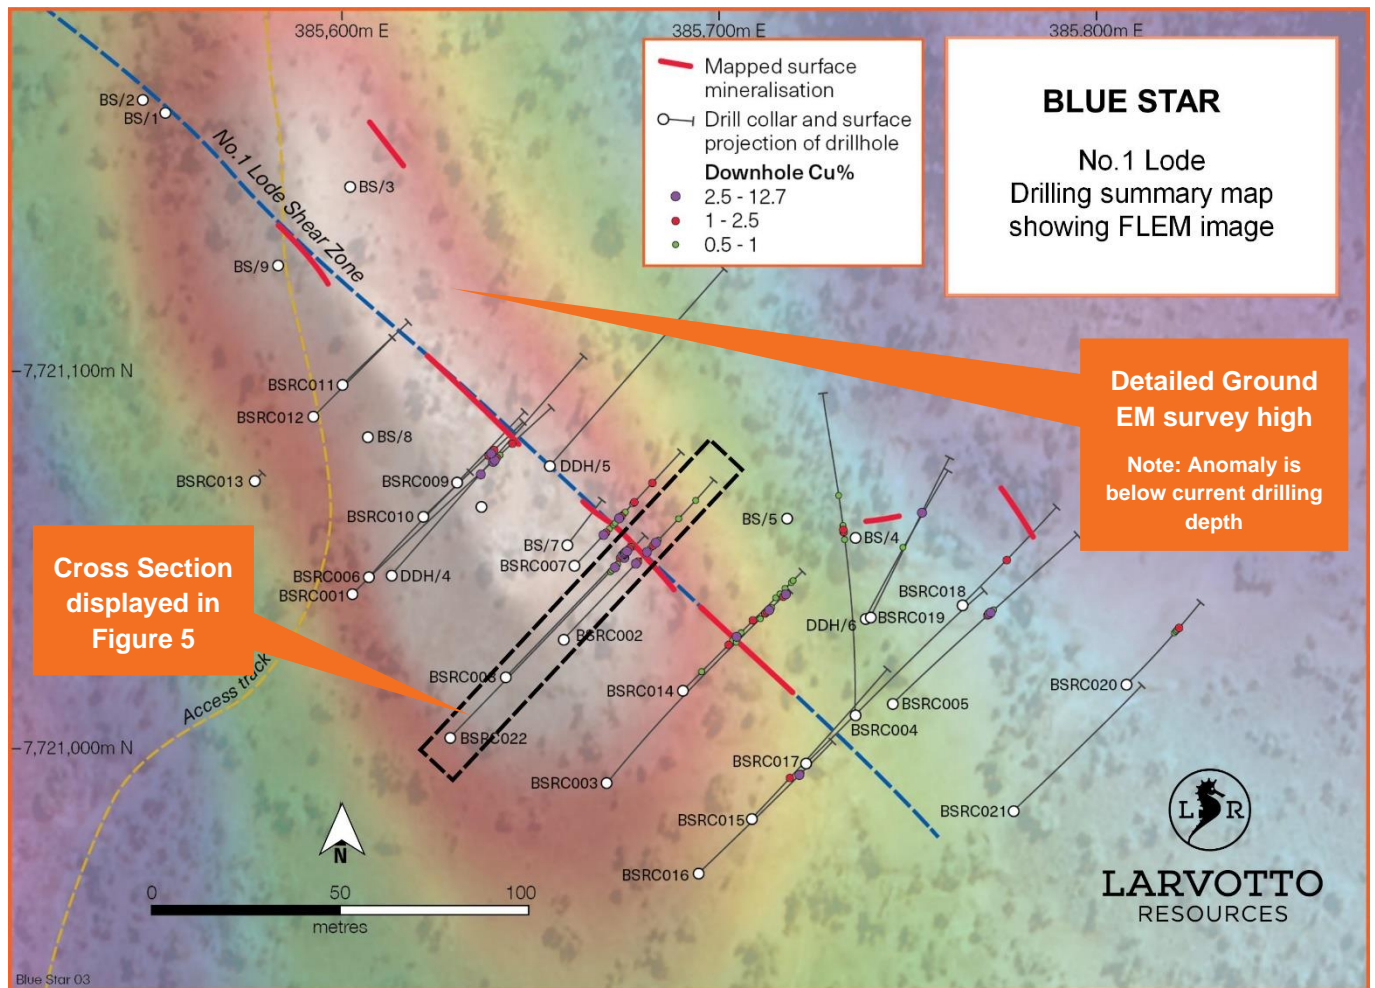 385,600m E
385,700m E
385,800m E
Mapped surface
mineralisation
Drill collar and surface
projection of drillhole
Downhole Cu%
2.5 - 12.7
1 - 2.5
0.5 - 1
BLUE STAR
No.1 Lode
Drilling summary map
showing FLEM image
BS/2
BS/1
No.1 Lode Shear Zone
BS/3
BS/9
7,721,100m N
BSRC011
BSRC012
BS/8
BSRC013
BSRC009
DDH/5
BSRC010
BS/7
BSRC007
BSRC006
DDH/4
BSRC001
BS/5
BS/4
Detailed Ground
EM survey high
Note: Anomaly is
below current drilling
depth
Cross Section
displayed in
Figure 5
BSRC018
DDH/6
BSRC019
BSRC002
BSRC014
BSRC020
BSRC005
BSRC004
Access track
BSRC022
7,721,000m N
BSRC017
BSRC003
BSRC015
BSRC021
BSRC016
N
0
50
100
metres
L R
LARVOTTO
RESOURCES
Blue Star 03